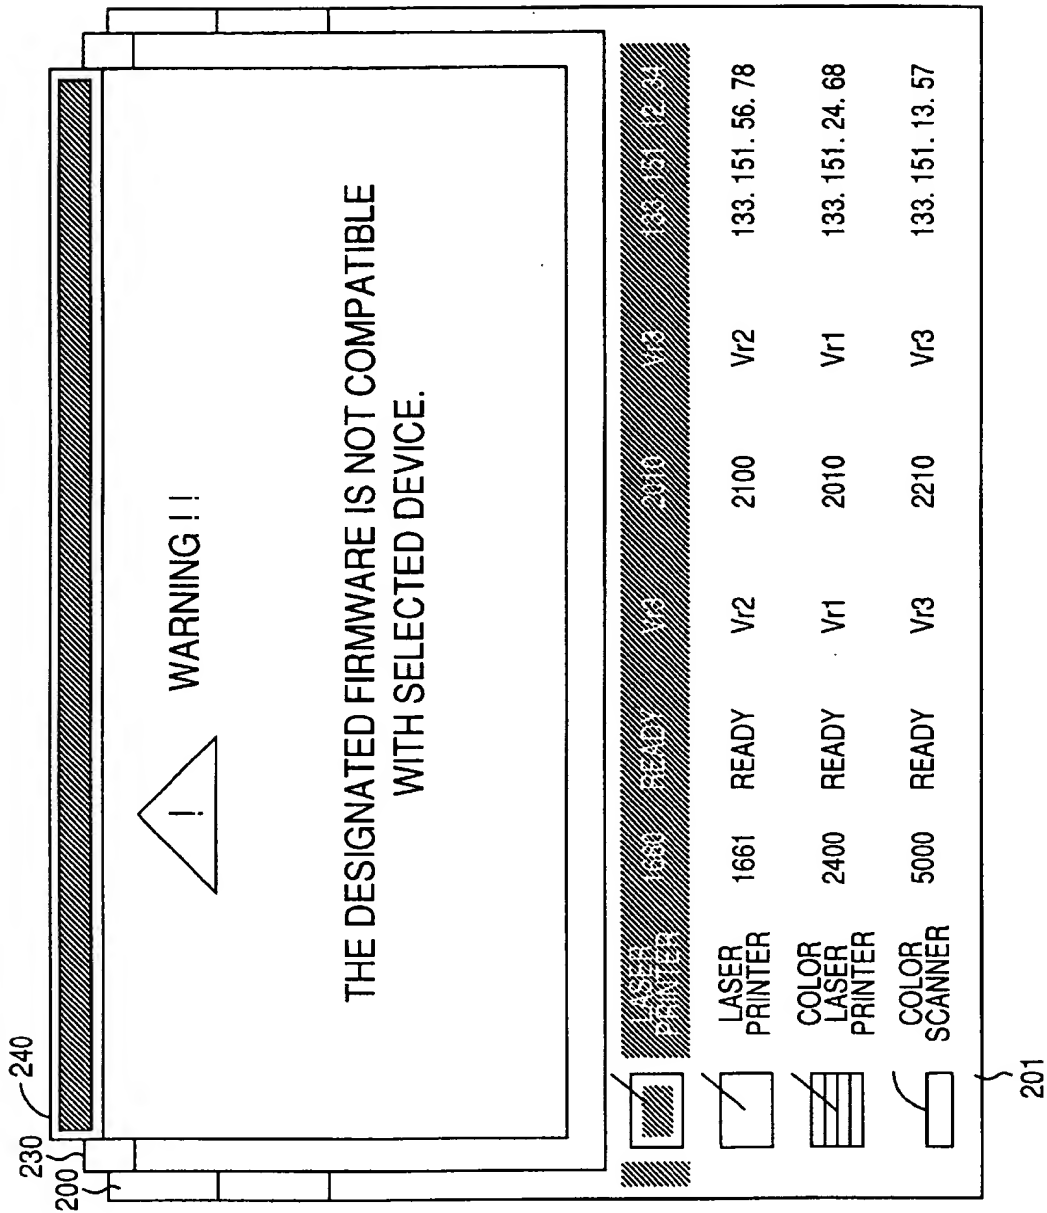 240
230
200
WARNING ! !
!
THE DESIGNATED FIRMWARE IS NOT COMPATIBLE
WITH SELECTED DEVICE.
LASER PRINTER 1660 READY Vr3 2010 Vr3 133. 151. 12. 34
LASER
PRINTER 1661 READY Vr2 2100 Vr2 133. 151. 56. 78
COLOR
LASER
PRINTER 2400 READY Vr1 2010 Vr1 133. 151. 24. 68
COLOR
SCANNER 5000 READY Vr3 2210 Vr3 133. 151. 13. 57
201